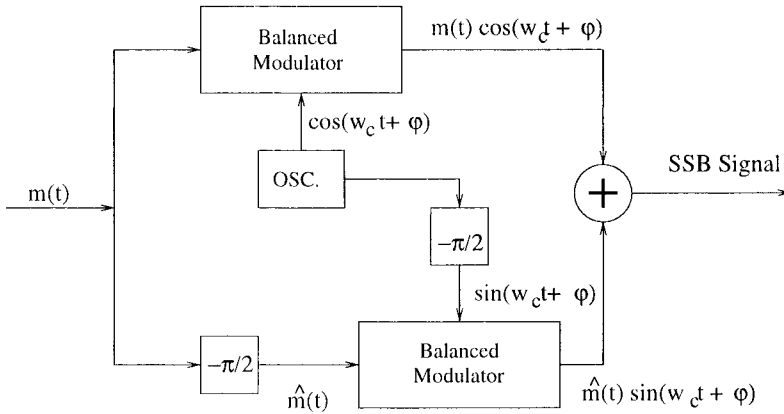 Balanced
Modulator
m(t) cos(w_c t + φ)
cos(w_c t + φ)
OSC.
SSB Signal
m(t)
+
−π/2
sin(w_c t + φ)
−π/2
m̂(t)
Balanced
Modulator
m̂(t) sin(w_c t + φ)